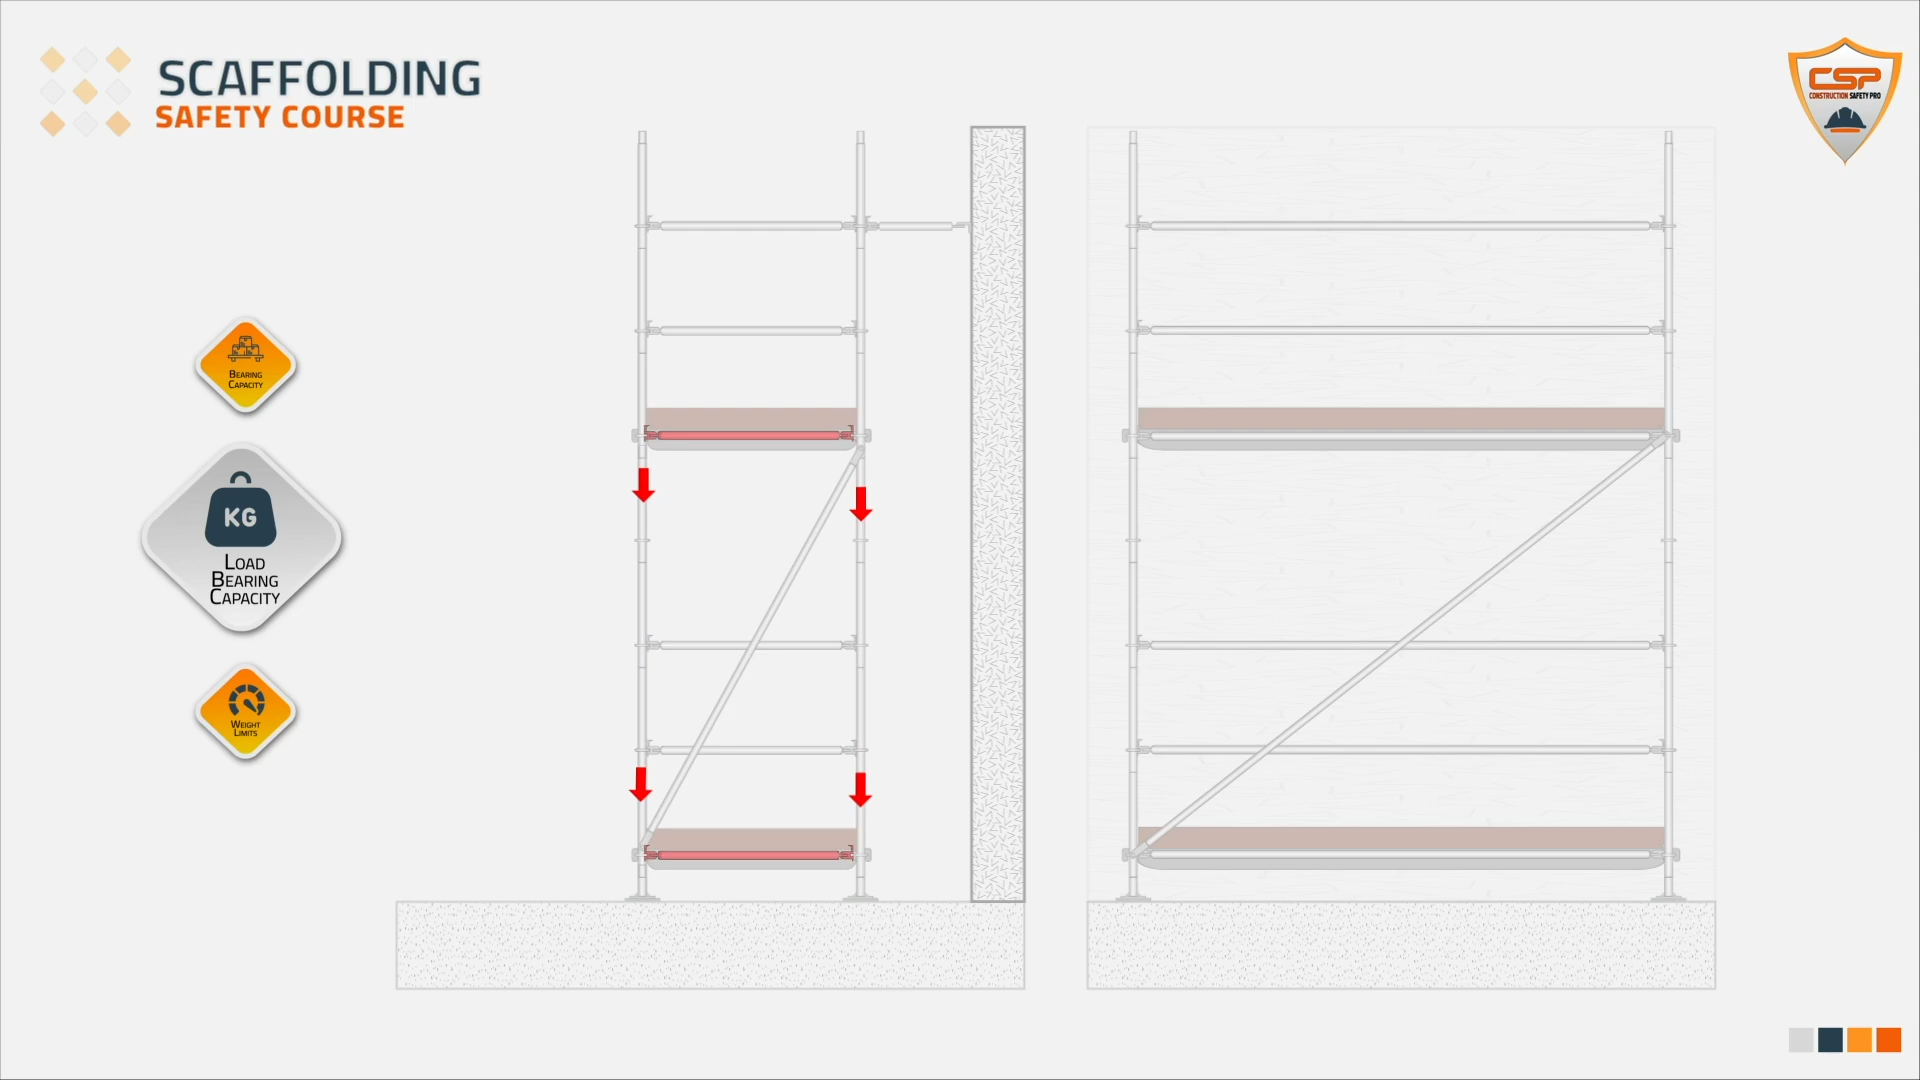 SCAFFOLDING
SAFETY COURSE
CSP
CONSTRUCTION SAFETY PRO
BEARING
CAPACITY
KG
LOAD
BEARING
CAPACITY
WEIGHT
LIMITS